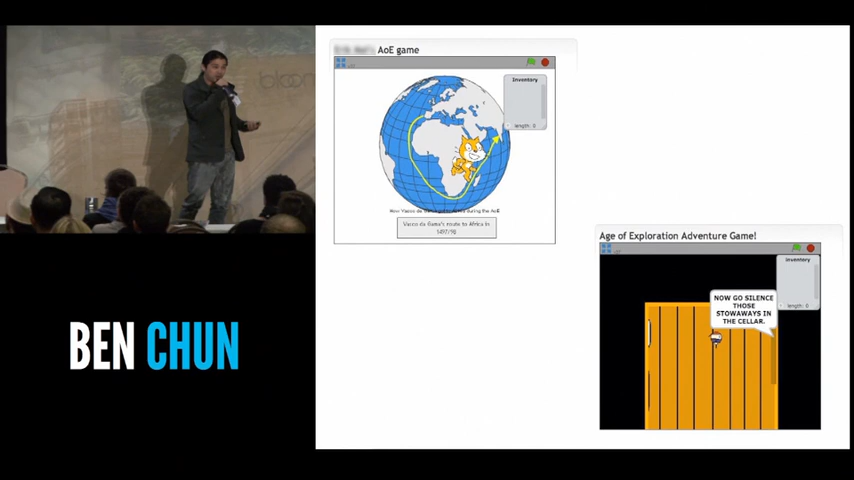 AoE game
Inventory
length: 0
Vasco da Gama's route to Africa in
1497/98
Age of Exploration Adventure Game!
Inventory
length: 0
NOW GO SILENCE
THOSE
STOWAWAYS IN
THE CELLAR.
bloom
BEN CHUN